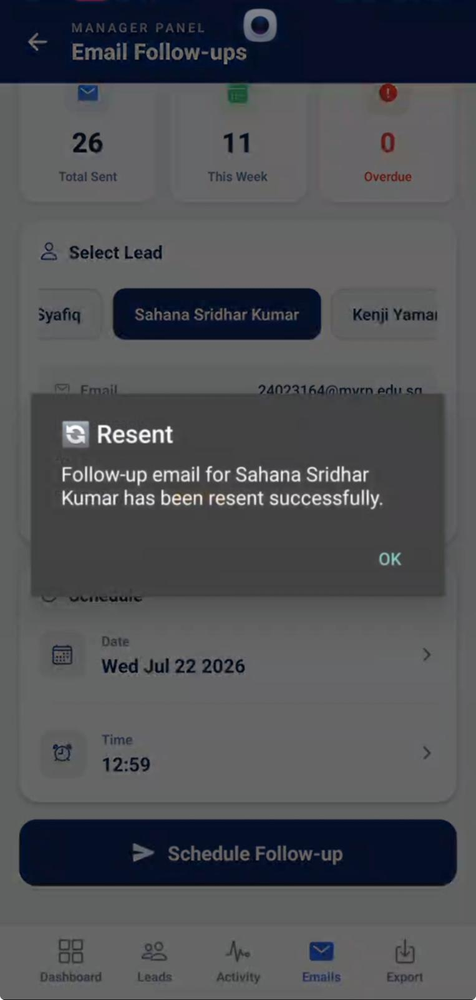 MANAGER PANEL
Email Follow-ups
26
Total Sent
11
This Week
0
Overdue
Select Lead
Syafiq
Sahana Sridhar Kumar
Kenji Yamar
Email
24023164@myrp.edu.sg
Resent
Follow-up email for Sahana Sridhar
Kumar has been resent successfully.
OK
Schedule
Date
Wed Jul 22 2026
Time
12:59
Schedule Follow-up
Dashboard
Leads
Activity
Emails
Export